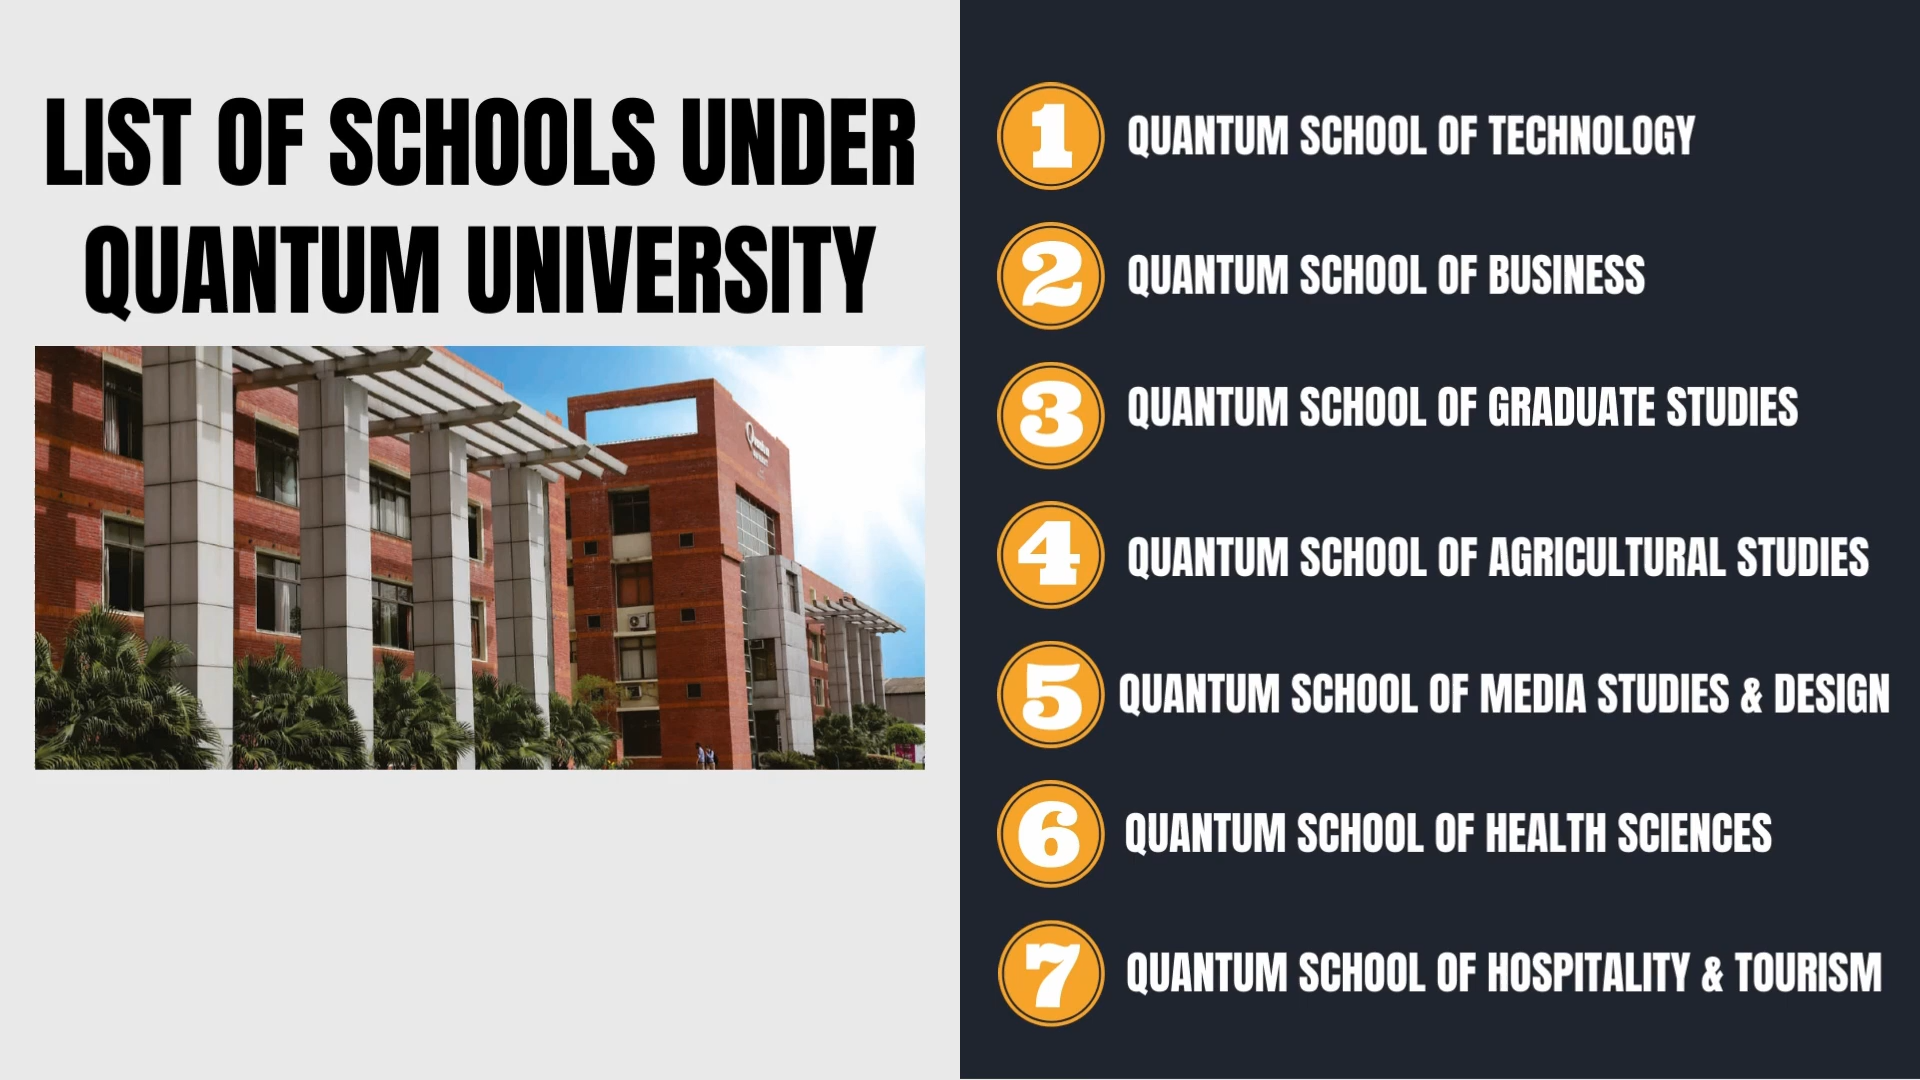 LIST OF SCHOOLS UNDER
QUANTUM UNIVERSITY
1 QUANTUM SCHOOL OF TECHNOLOGY
2 QUANTUM SCHOOL OF BUSINESS
3 QUANTUM SCHOOL OF GRADUATE STUDIES
4 QUANTUM SCHOOL OF AGRICULTURAL STUDIES
5 QUANTUM SCHOOL OF MEDIA STUDIES & DESIGN
6 QUANTUM SCHOOL OF HEALTH SCIENCES
7 QUANTUM SCHOOL OF HOSPITALITY & TOURISM
Quantum